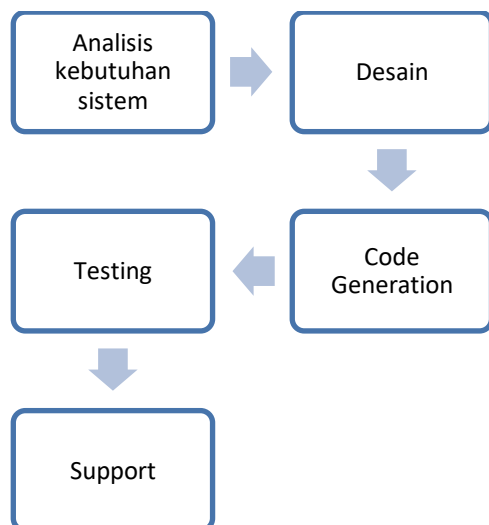 Analisis
kebutuhan
sistem
Desain
Code
Generation
Testing
Support